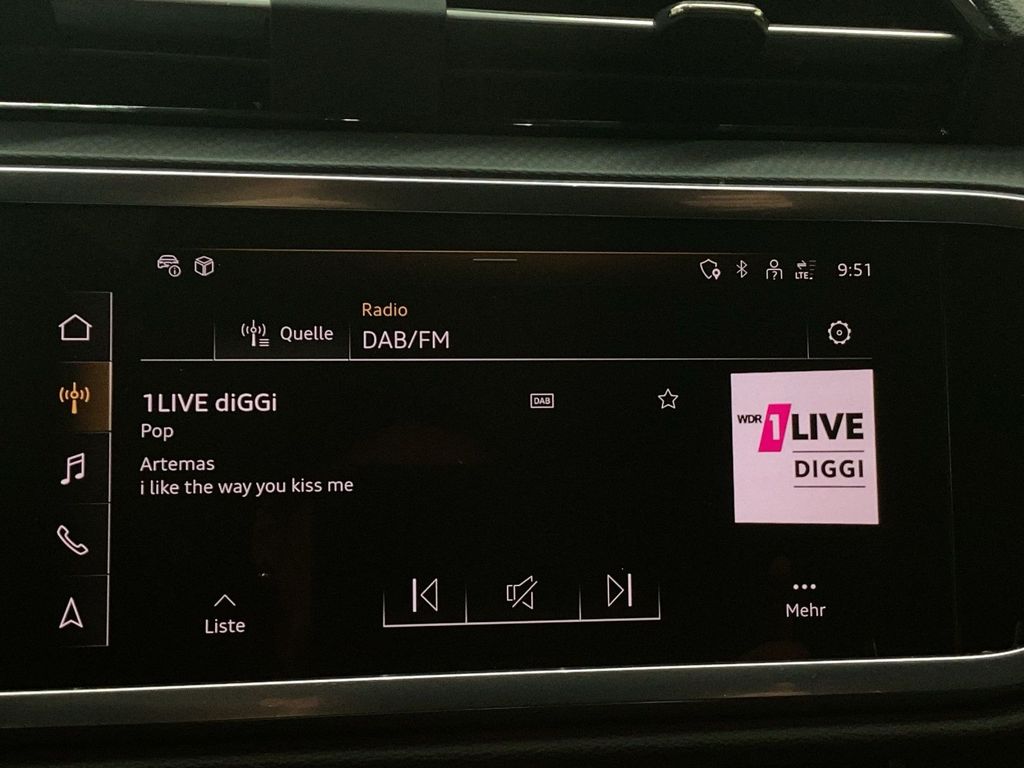 LTE
9:51
Radio
Quelle
DAB/FM
1LIVE diGGi
DAB
Pop
Artemas
i like the way you kiss me
WDR 1LIVE
DIGGI
Liste
Mehr